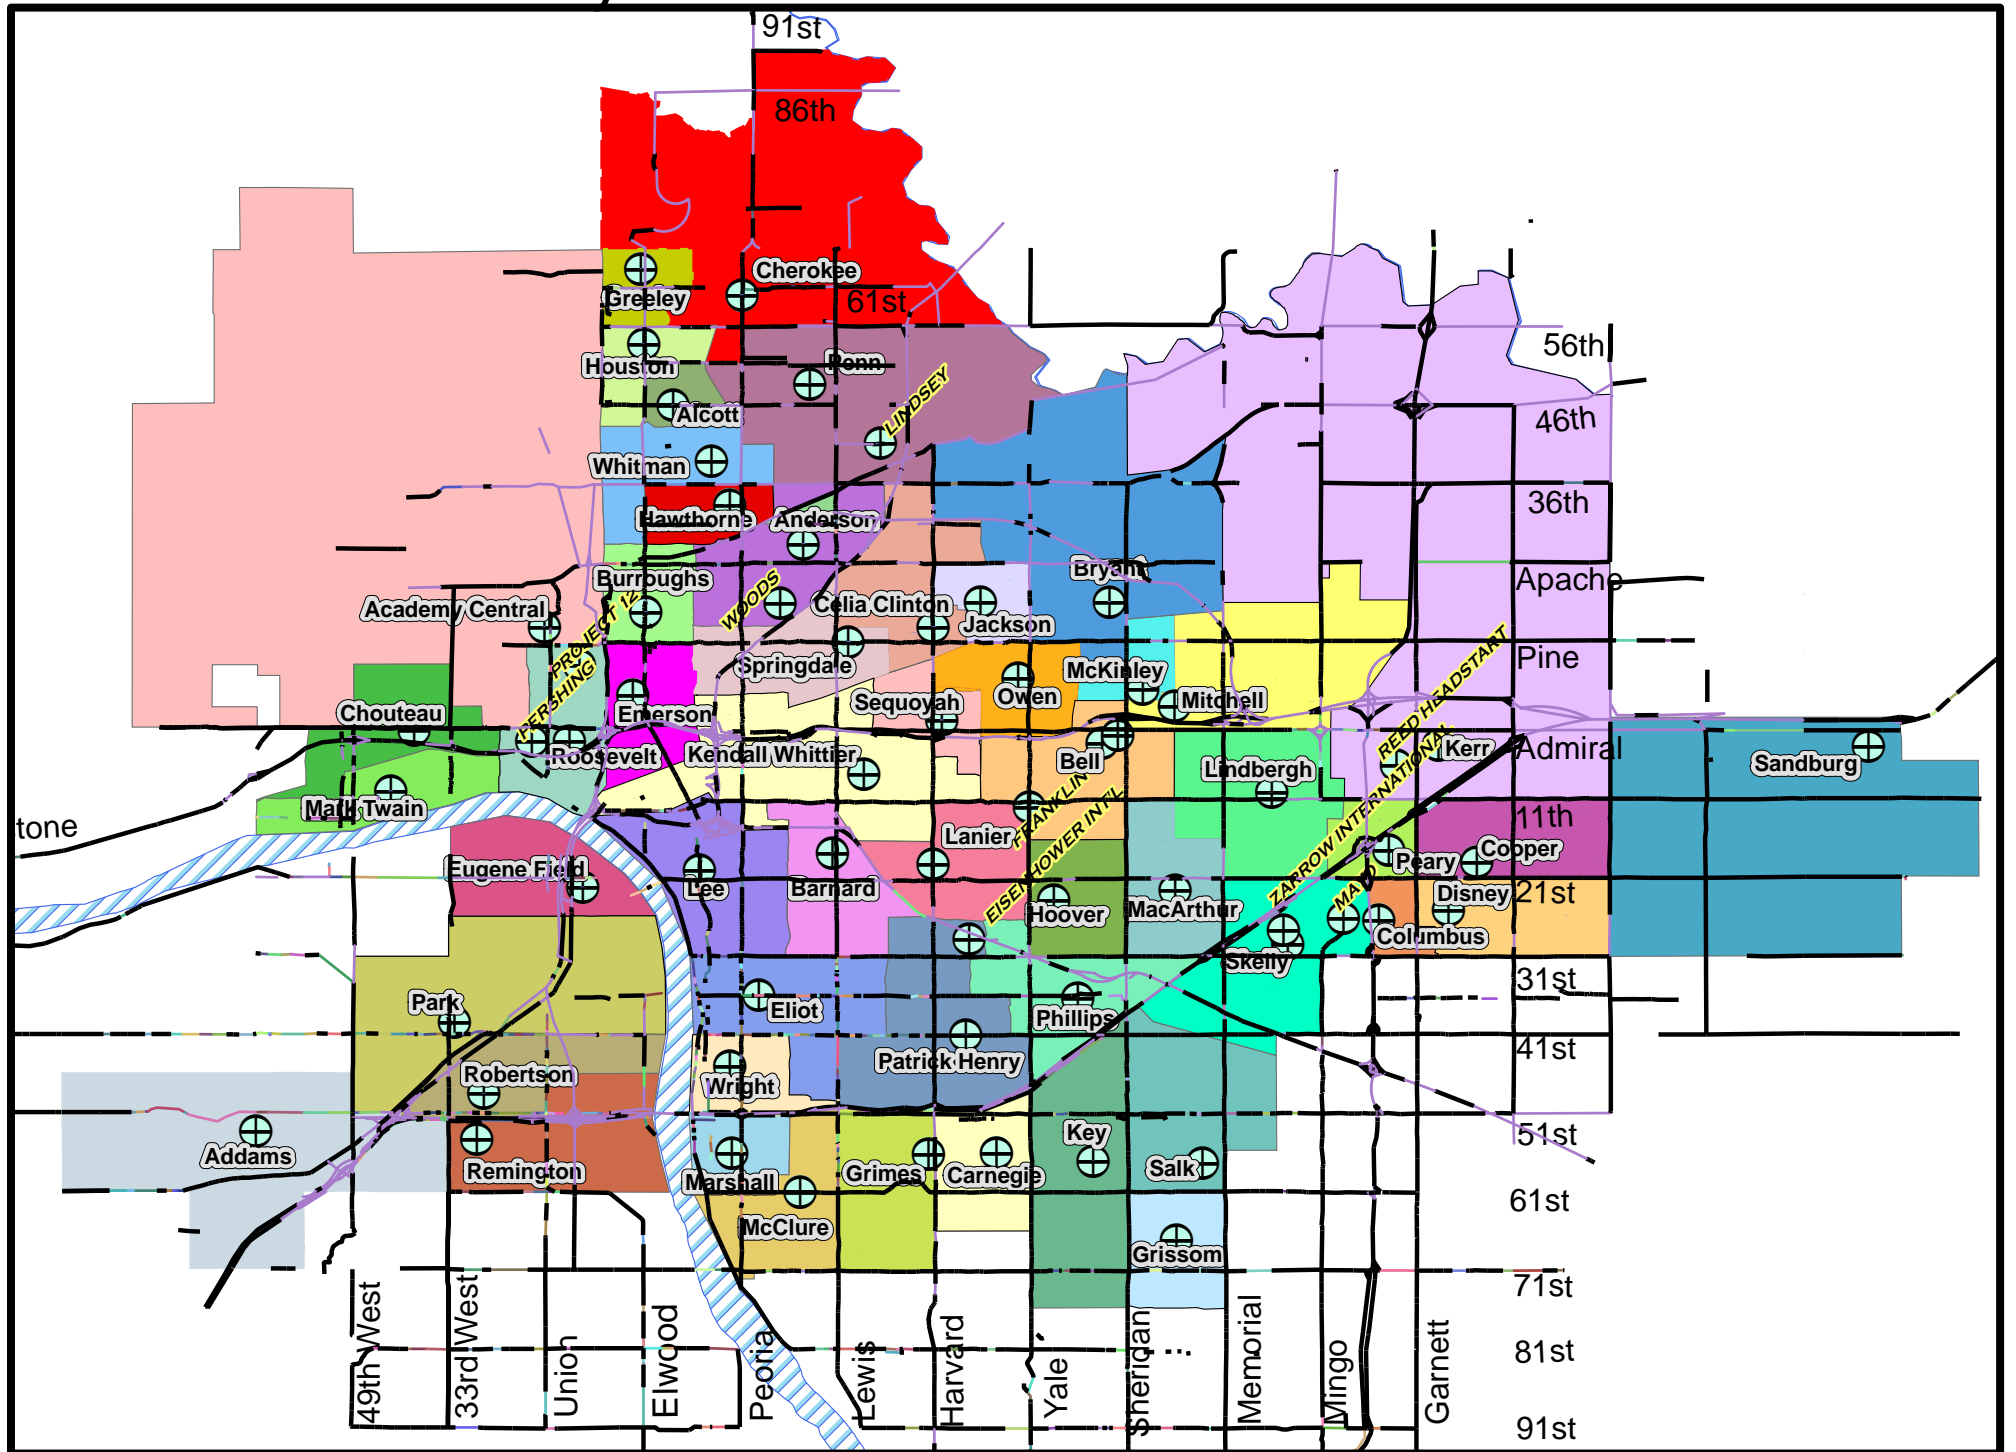 91st
86th
Cherokee
Greeley
61st
56th
Houston
Penn
LINDSEY
Alcott
46th
Whitman
36th
Hawthorne
Anderson
Bryant
Burroughs
Apache
WOODS
PROJECT 12
Academy Central
Celia Clinton
Jackson
Pine
Springdale
McKinley
PERSHING
Owen
Mitchell
REED HEADSTART
Chouteau
Emerson
Sequoyah
Roosevelt
Kendall Whittier
Bell
Kerr
Admiral
Sandburg
Lindbergh
ZARROW INTERNATIONAL
Mark Twain
FRANKLIN
11th
tone
Lanier
EISENHOWER INT'L
Eugene Field
Lee
Barnard
Peary
Cooper
MAYO
Hoover
MacArthur
Disney
21st
Columbus
Skelly
31st
Park
Eliot
Phillips
41st
Patrick Henry
Robertson
Wright
51st
Key
Addams
Remington
Marshall
Grimes
Carnegie
Salk
61st
McClure
Grissom
71st
81st
49th West
33rd West
Union
Elwood
Peoria
Lewis
Harvard
Yale
Sheridan
Memorial
Mingo
Garnett
91st